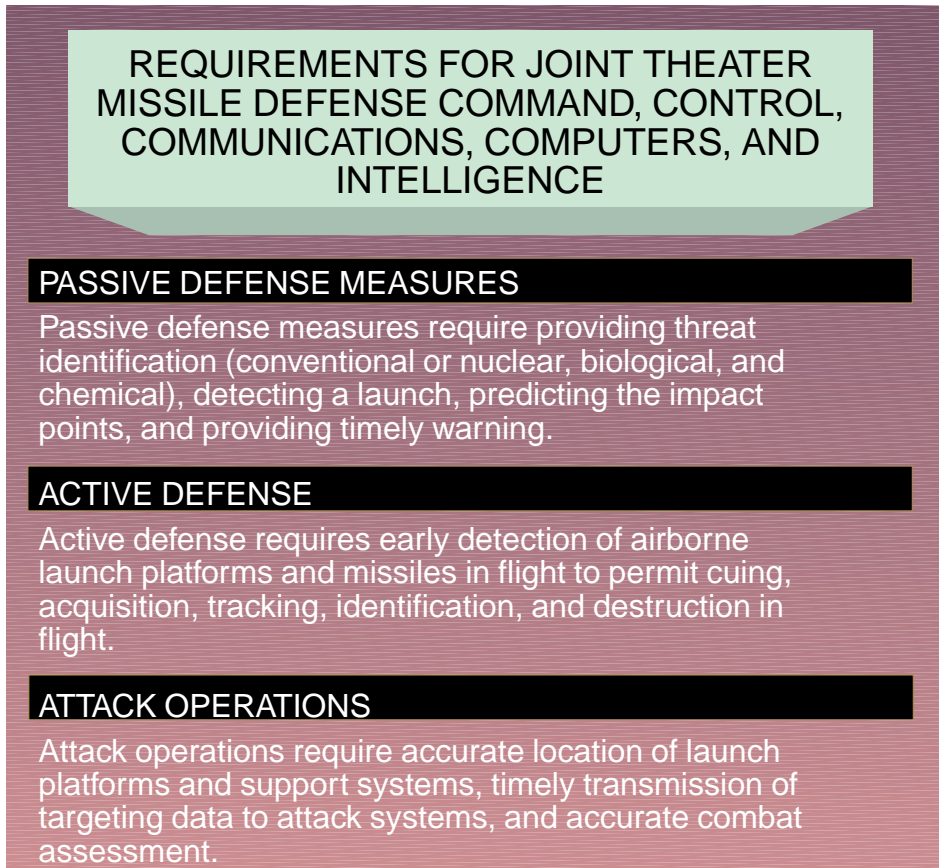 REQUIREMENTS FOR JOINT THEATER
MISSILE DEFENSE COMMAND, CONTROL,
COMMUNICATIONS, COMPUTERS, AND
INTELLIGENCE
PASSIVE DEFENSE MEASURES
Passive defense measures require providing threat
identification (conventional or nuclear, biological, and
chemical), detecting a launch, predicting the impact
points, and providing timely warning.
ACTIVE DEFENSE
Active defense requires early detection of airborne
launch platforms and missiles in flight to permit cuing,
acquisition, tracking, identification, and destruction in
flight.
ATTACK OPERATIONS
Attack operations require accurate location of launch
platforms and support systems, timely transmission of
targeting data to attack systems, and accurate combat
assessment.